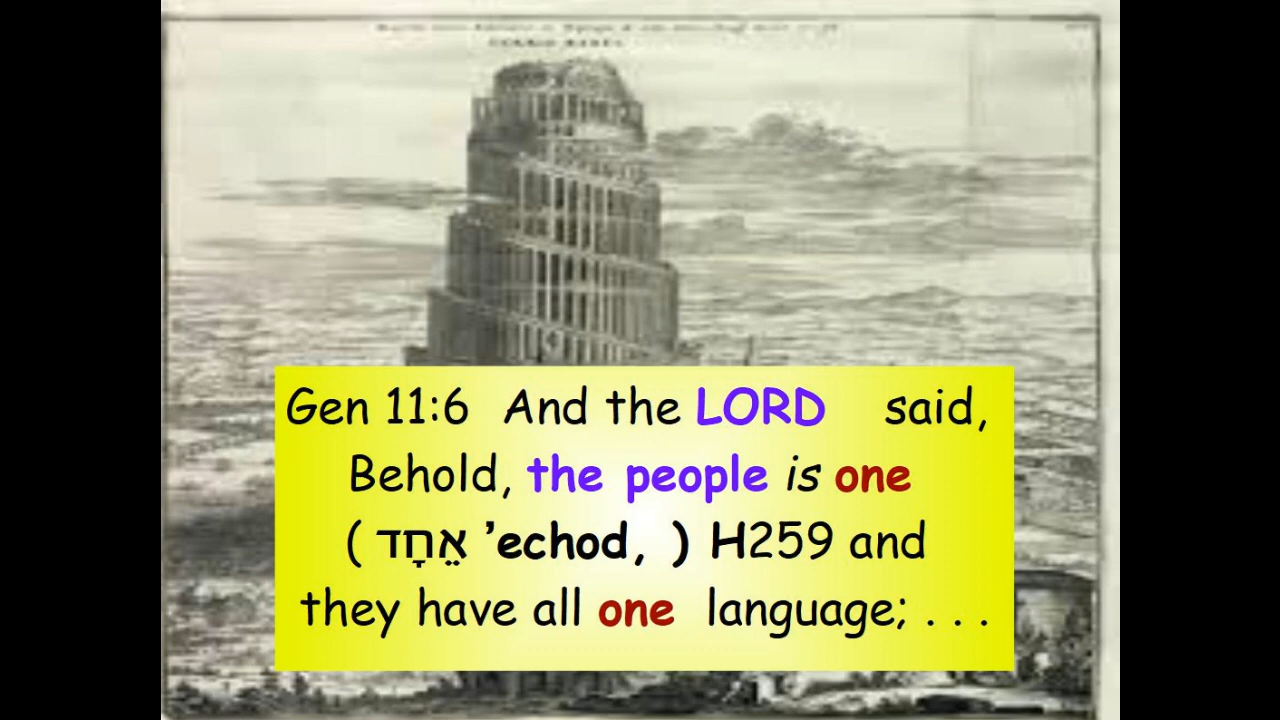 Gen 11:6 And the LORD said,
Behold, the people is one
( אֵחָד ’echod, ) H259 and
they have all one language; . . .